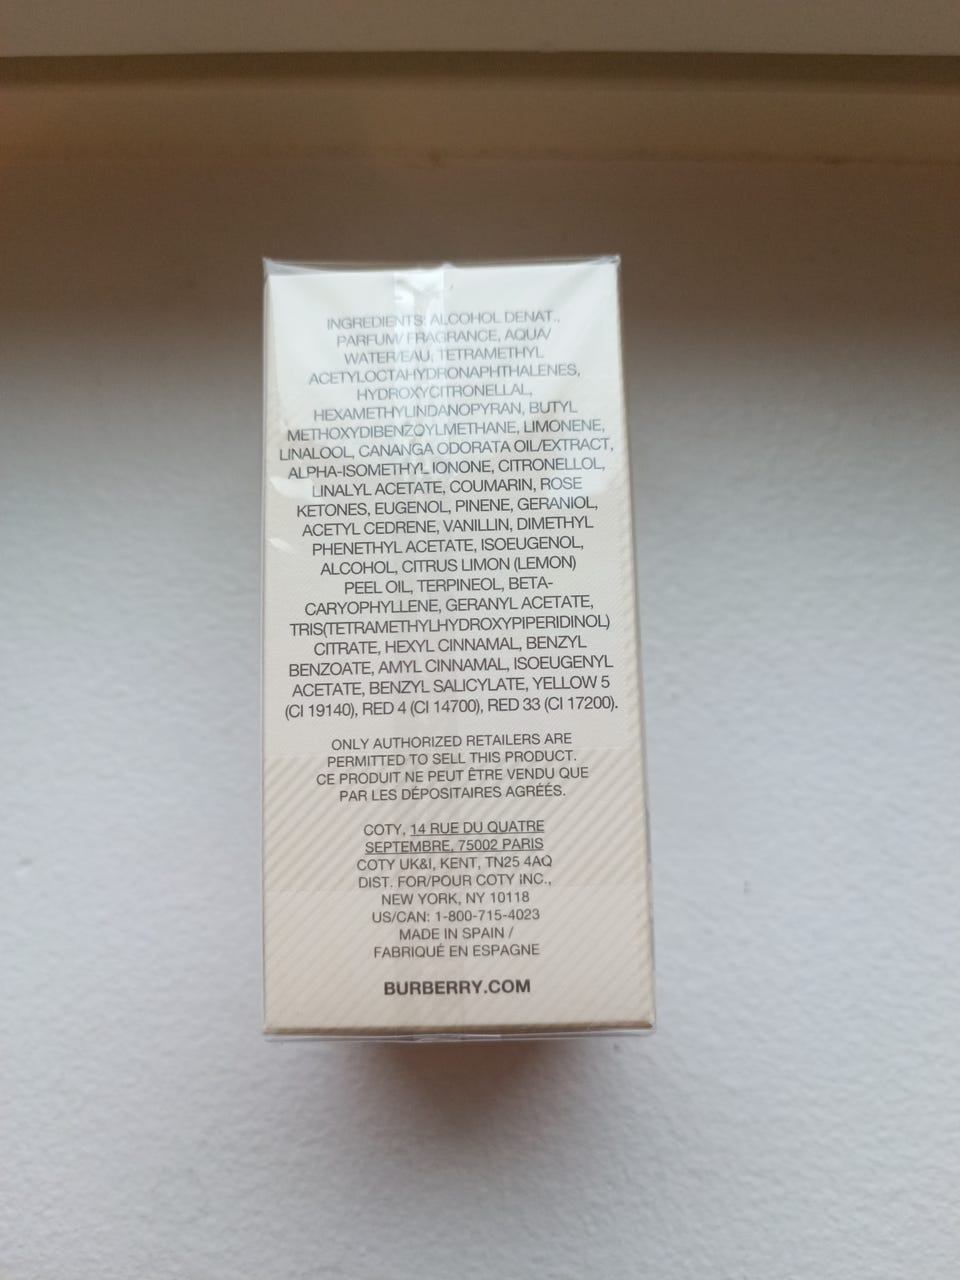 INGREDIENTS: ALCOHOL DENAT.,
PARFUM/ FRAGRANCE, AQUA/
WATER/EAU, TETRAMETHYL
ACETYLOCTAHYDRONAPHTHALENES,
HYDROXYCITRONELLAL,
HEXAMETHYLINDANOPYRAN, BUTYL
METHOXYDIBENZOYLMETHANE, LIMONENE,
LINALOOL, CANANGA ODORATA OIL/EXTRACT,
ALPHA-ISOMETHYL IONONE, CITRONELLOL,
LINALYL ACETATE, COUMARIN, ROSE
KETONES, EUGENOL, PINENE, GERANIOL,
ACETYL CEDRENE, VANILLIN, DIMETHYL
PHENETHYL ACETATE, ISOEUGENOL,
ALCOHOL, CITRUS LIMON (LEMON)
PEEL OIL, TERPINEOL, BETA-
CARYOPHYLLENE, GERANYL ACETATE,
TRIS(TETRAMETHYLHYDROXYPIPERIDINOL)
CITRATE, HEXYL CINNAMAL, BENZYL
BENZOATE, AMYL CINNAMAL, ISOEUGENYL
ACETATE, BENZYL SALICYLATE, YELLOW 5
(CI 19140), RED 4 (CI 14700), RED 33 (CI 17200).
ONLY AUTHORIZED RETAILERS ARE
PERMITTED TO SELL THIS PRODUCT.
CE PRODUIT NE PEUT ÊTRE VENDU QUE
PAR LES DÉPOSITAIRES AGRÉÉS.
COTY, 14 RUE DU QUATRE
SEPTEMBRE, 75002 PARIS
COTY UK&I, KENT, TN25 4AQ
DIST. FOR/POUR COTY INC.,
NEW YORK, NY 10118
US/CAN: 1-800-715-4023
MADE IN SPAIN /
FABRIQUÉ EN ESPAGNE
BURBERRY.COM